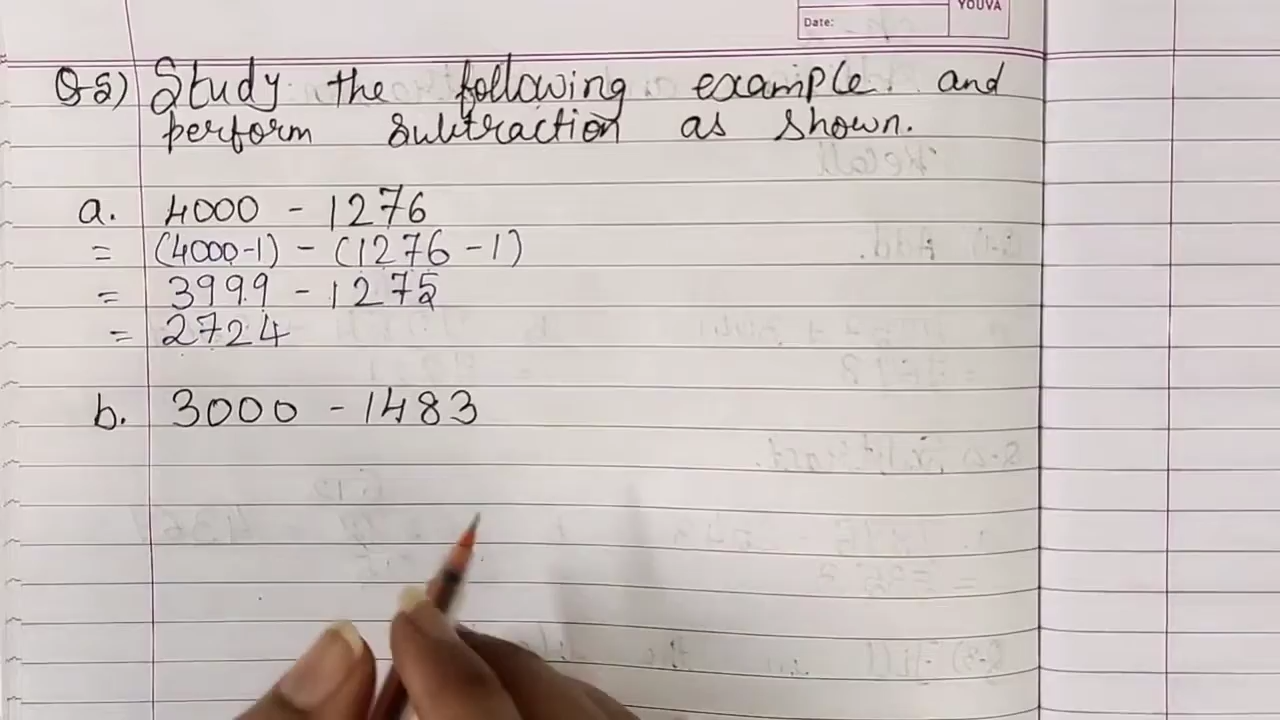 YOUVA
Date:
Q-5) Study the following example and
perform subtraction as shown.
a. 4000 - 1276
= (4000-1) - (1276 - 1)
= 3999 - 1275
= 2724
b. 3000 - 1483